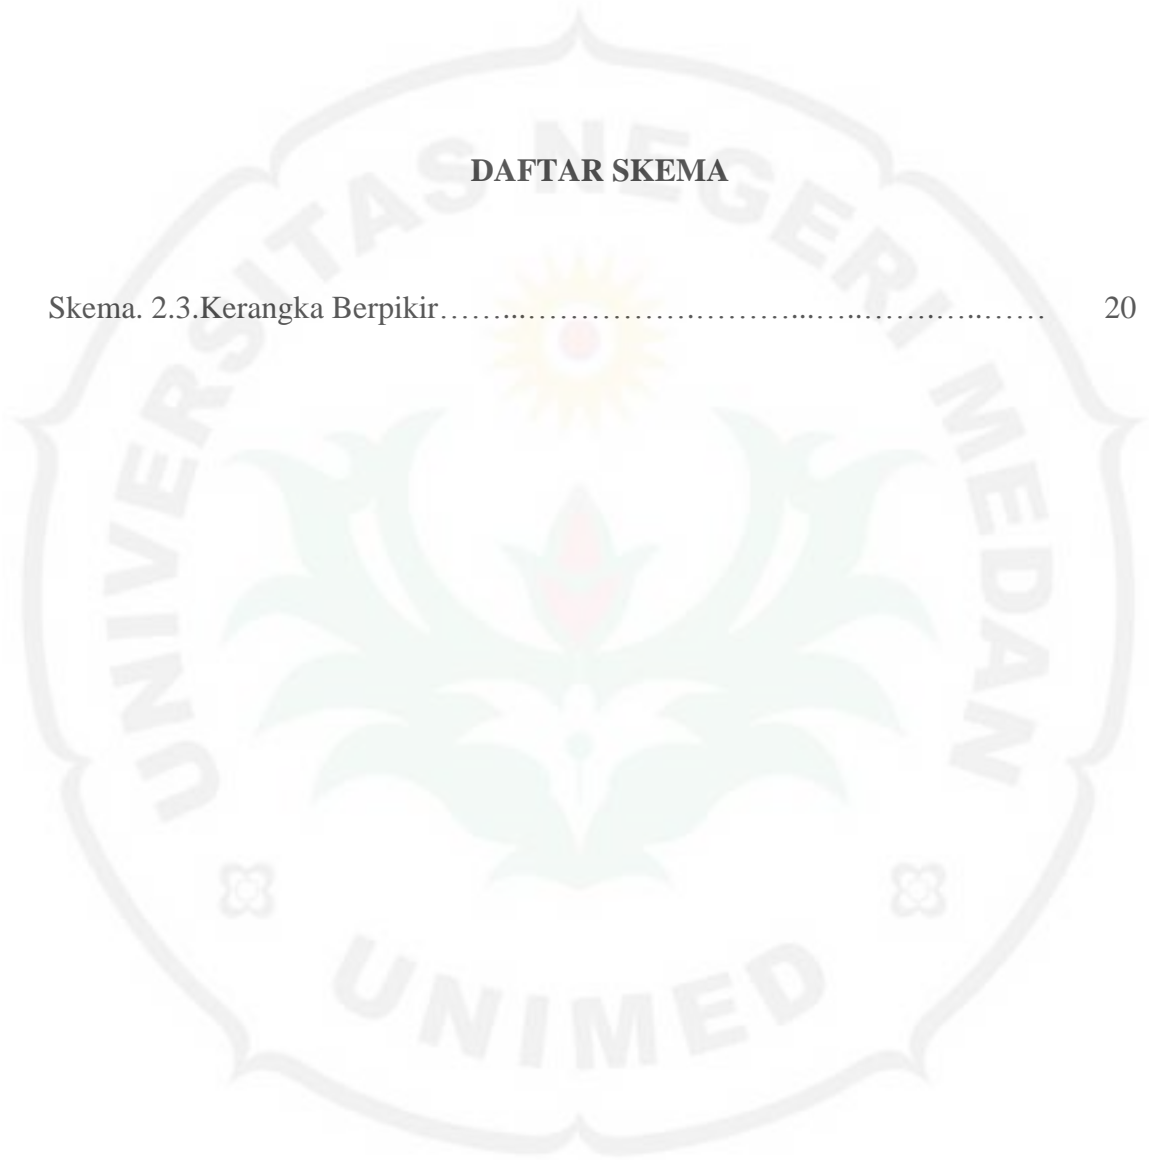 UNIVERSITAS NEGERI MEDAN
DAFTAR SKEMA
Skema. 2.3.Kerangka Berpikir……...…………….………...…..…….…..…… 20
UNIMED